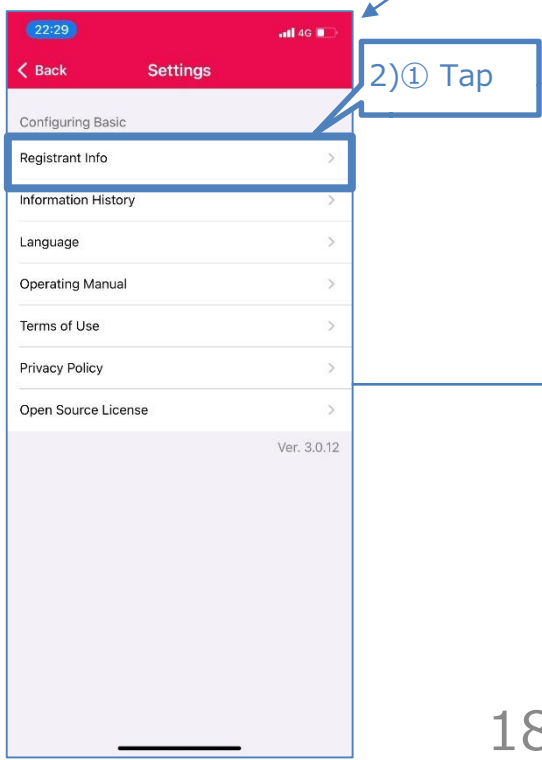 22:29
4G
Back
Settings
2)① Tap
Configuring Basic
Registrant Info
Information History
Language
Operating Manual
Terms of Use
Privacy Policy
Open Source License
Ver. 3.0.12
18